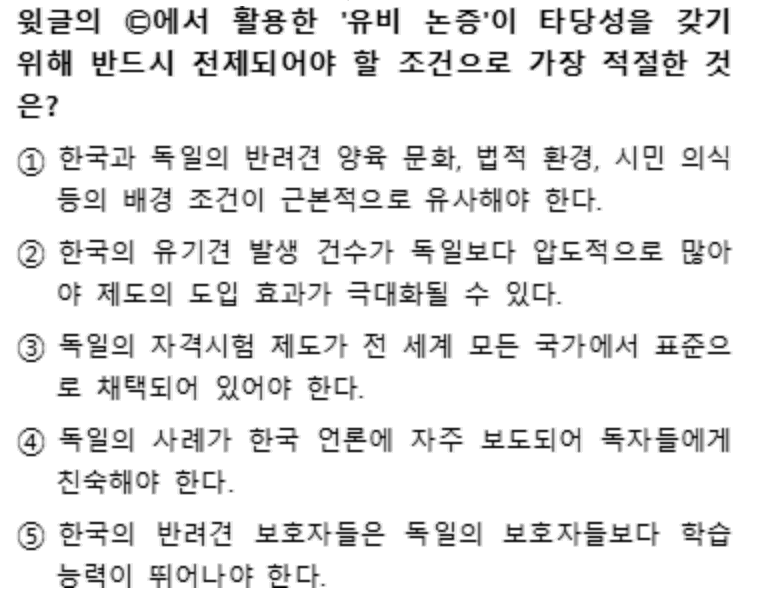 윗글의 ㉢에서 활용한 '유비 논증'이 타당성을 갖기
위해 반드시 전제되어야 할 조건으로 가장 적절한 것
은?
① 한국과 독일의 반려견 양육 문화, 법적 환경, 시민 의식
등의 배경 조건이 근본적으로 유사해야 한다.
② 한국의 유기견 발생 건수가 독일보다 압도적으로 많아
야 제도의 도입 효과가 극대화될 수 있다.
③ 독일의 자격시험 제도가 전 세계 모든 국가에서 표준으
로 채택되어 있어야 한다.
④ 독일의 사례가 한국 언론에 자주 보도되어 독자들에게
친숙해야 한다.
⑤ 한국의 반려견 보호자들은 독일의 보호자들보다 학습
능력이 뛰어나야 한다.